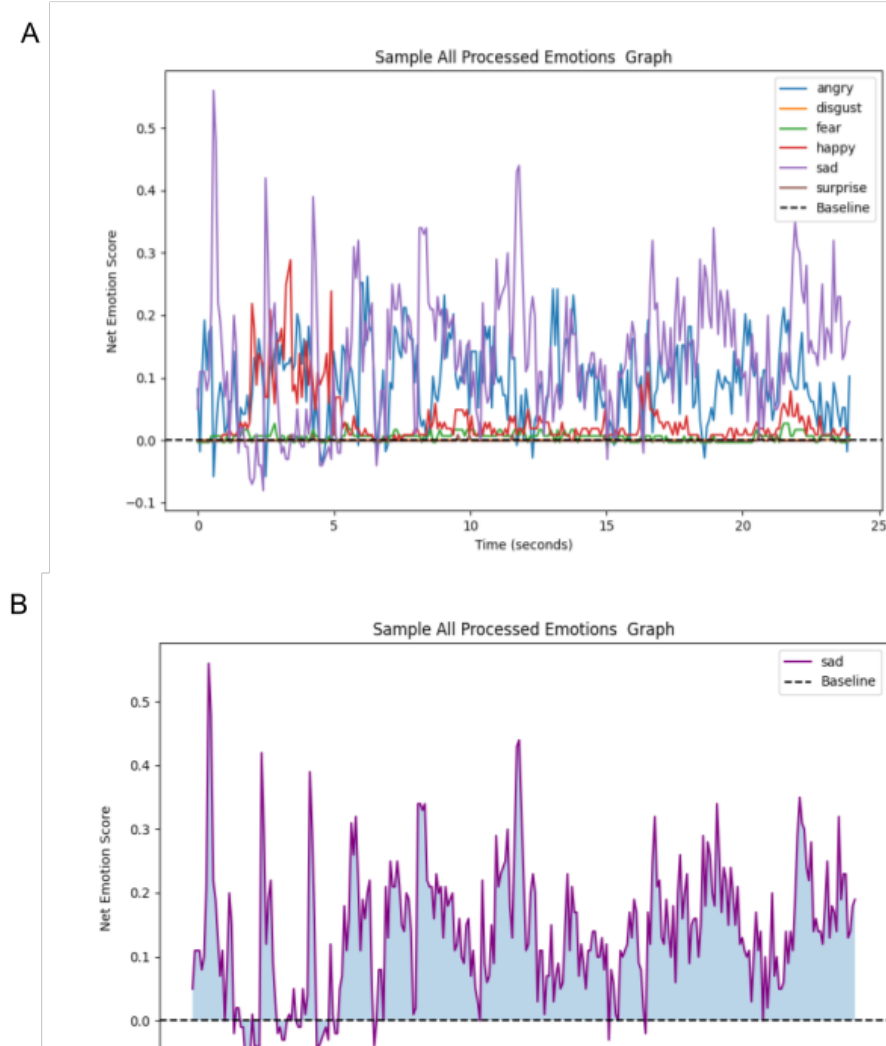 A
Sample All Processed Emotions Graph
angry
disgust
fear
happy
sad
surprise
Baseline
Net Emotion Score
0.5
0.4
0.3
0.2
0.1
0.0
−0.1
0 5 10 15 20 25
Time (seconds)
B
Sample All Processed Emotions Graph
sad
Baseline
Net Emotion Score
0.5
0.4
0.3
0.2
0.1
0.0